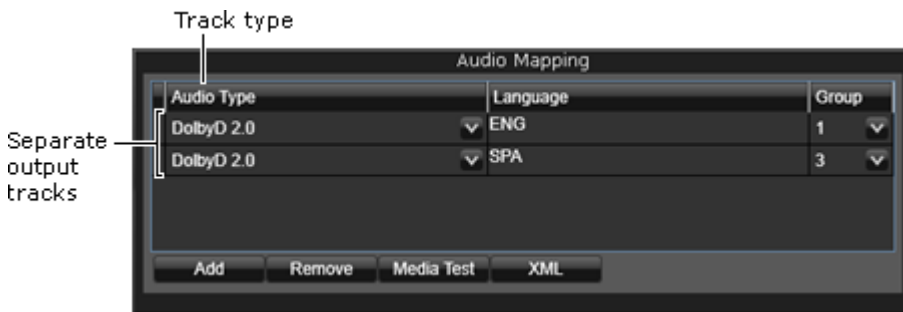 Track type
Audio Mapping
Audio Type Language Group
DolbyD 2.0 ENG 1
DolbyD 2.0 SPA 3
Separate
output
tracks
Add Remove Media Test XML